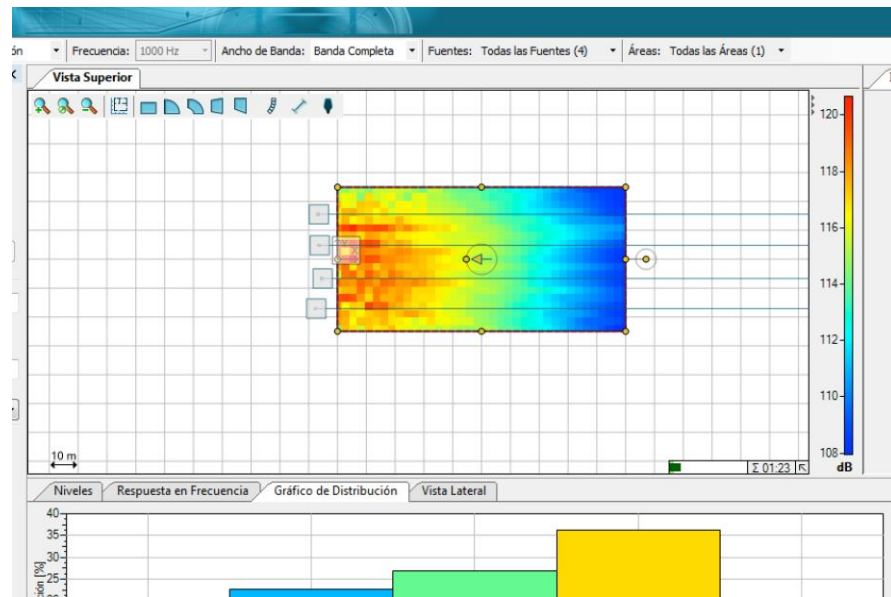 ón Frecuencia: 1000 Hz Ancho de Banda: Banda Completa Fuentes: Todas las Fuentes (4) Áreas: Todas las Áreas (1)
Vista Superior
120
118
116
114
112
110
108
dB
10 m
Σ 01:23
Niveles Respuesta en Frecuencia Gráfico de Distribución Vista Lateral
40
35
30
25
ción [%]